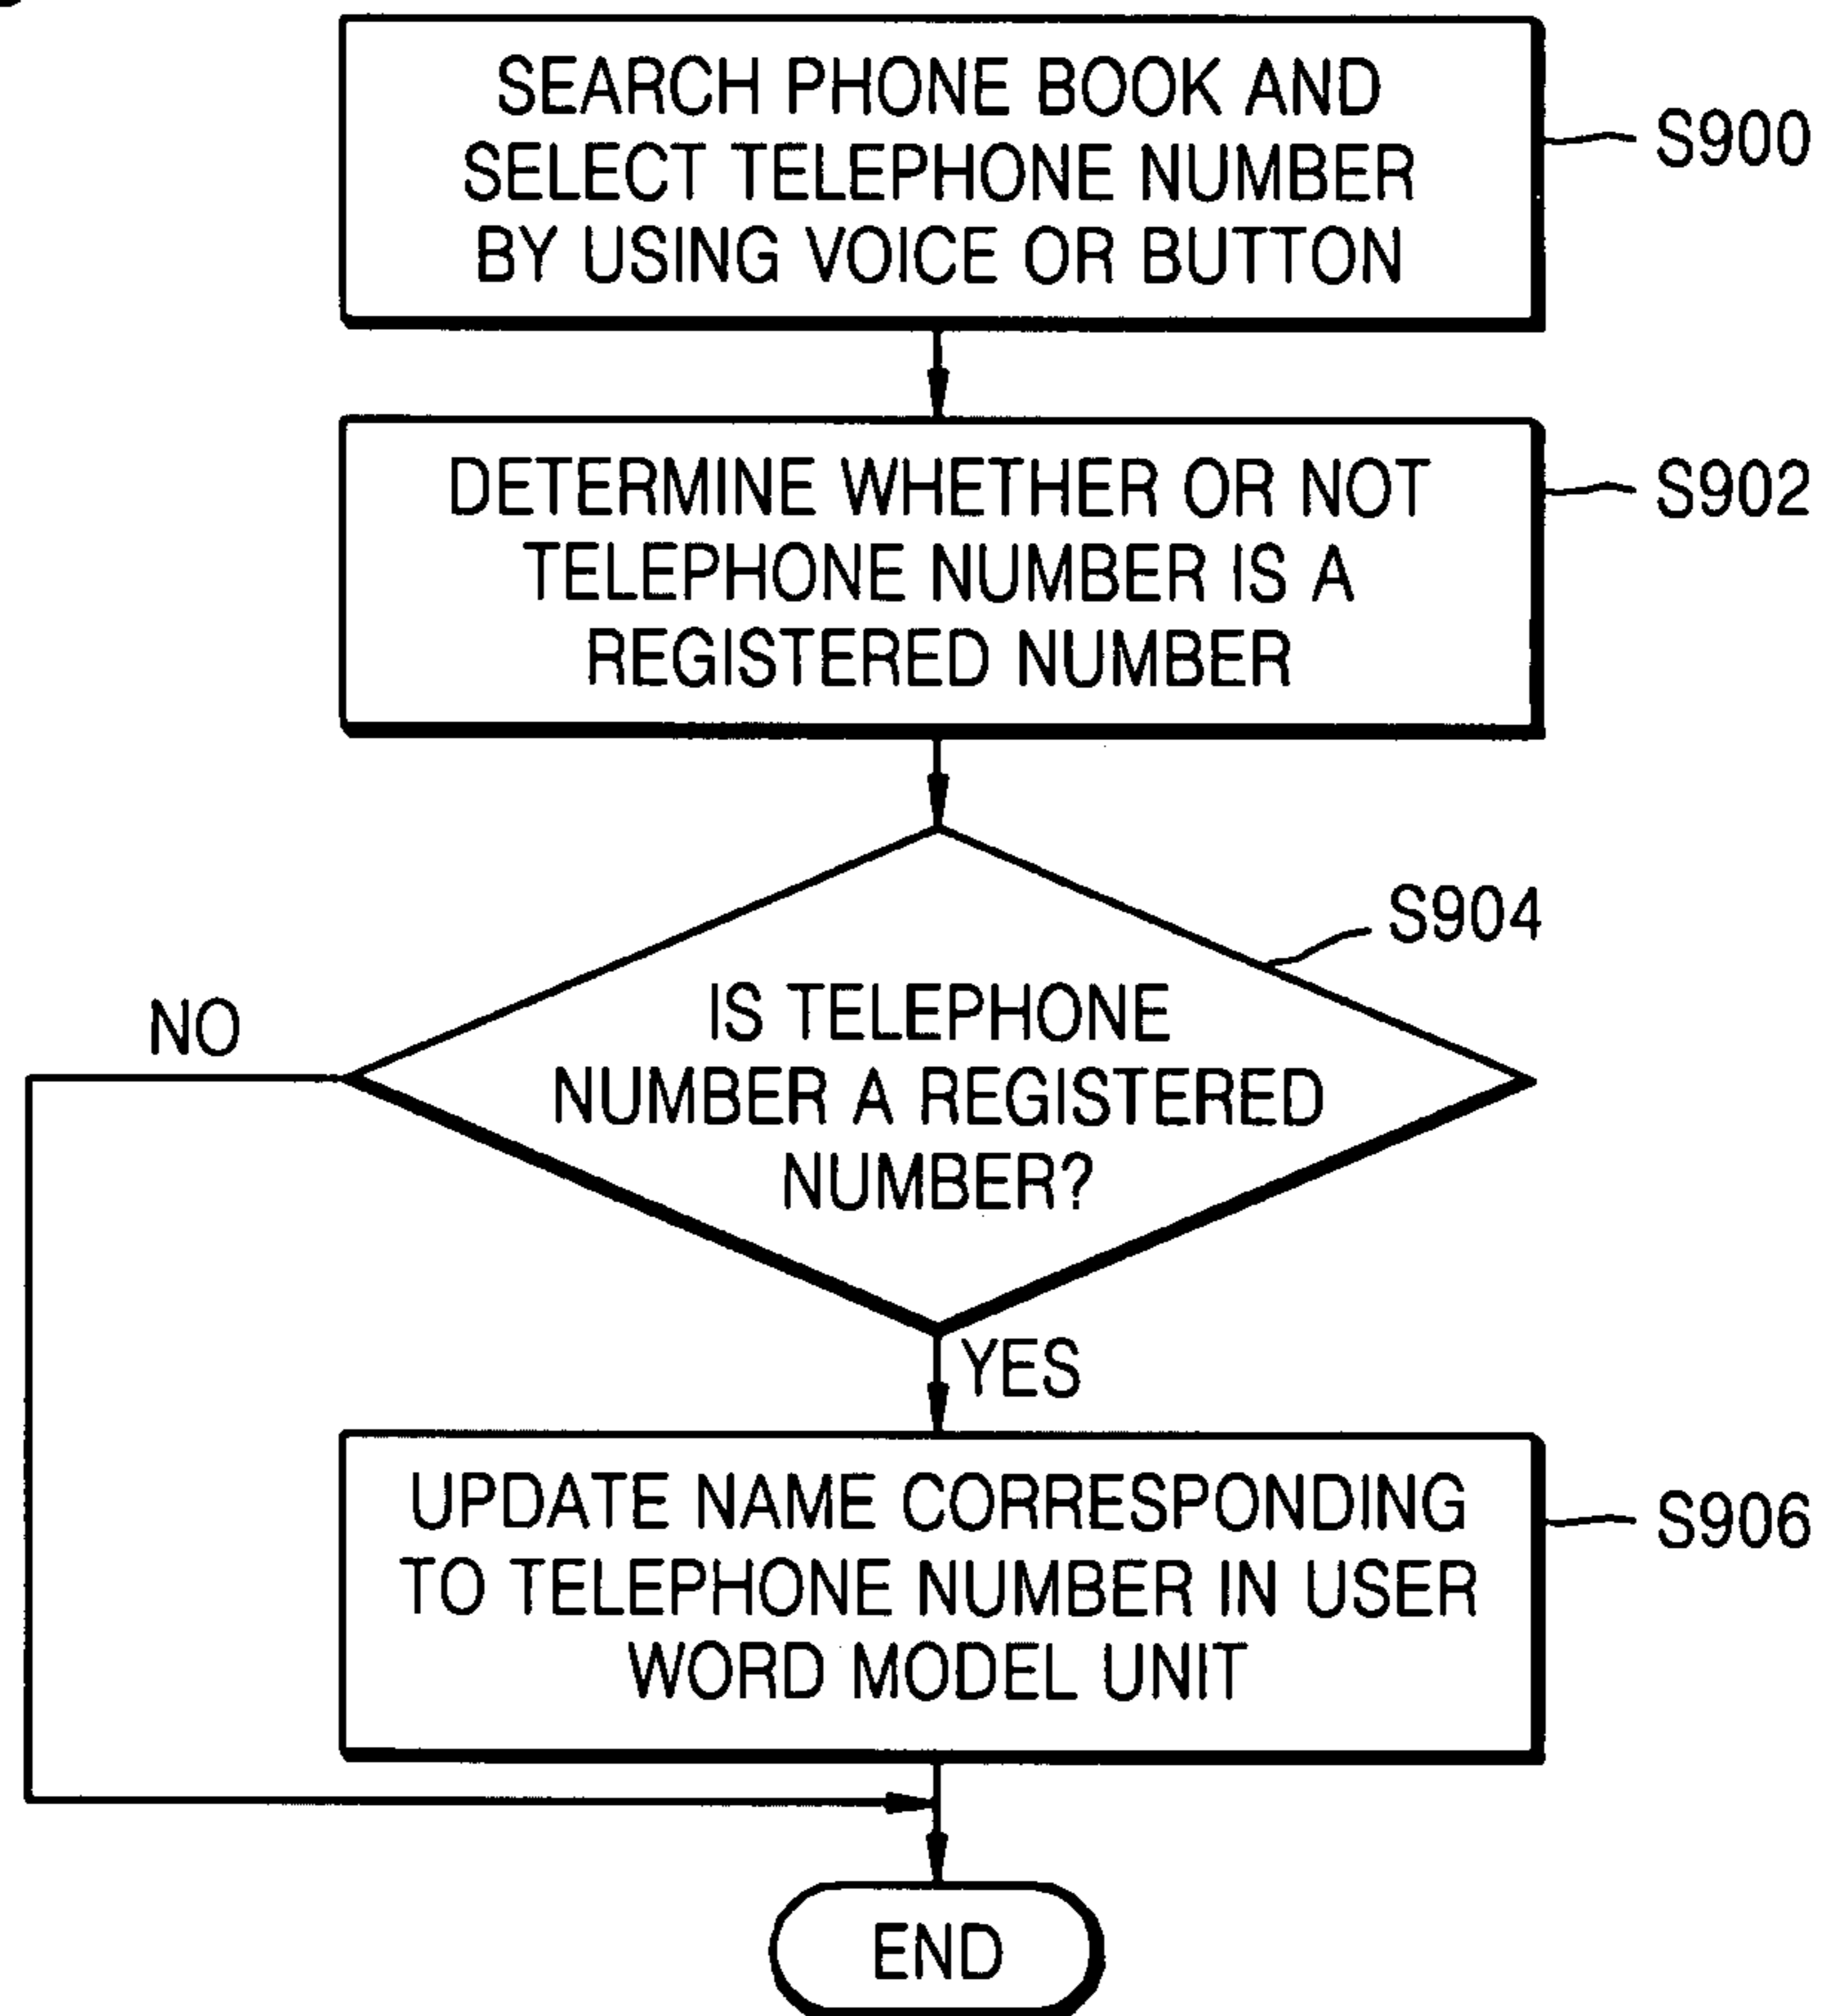 SEARCH PHONE BOOK AND
SELECT TELEPHONE NUMBER
BY USING VOICE OR BUTTON
S900
DETERMINE WHETHER OR NOT
TELEPHONE NUMBER IS A
REGISTERED NUMBER
S902
S904
IS TELEPHONE
NUMBER A REGISTERED
NUMBER?
NO
YES
UPDATE NAME CORRESPONDING
TO TELEPHONE NUMBER IN USER
WORD MODEL UNIT
S906
END